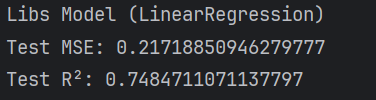 Libs Model (LinearRegression)
Test MSE: 0.21718850946279777
Test R²: 0.7484711071137797